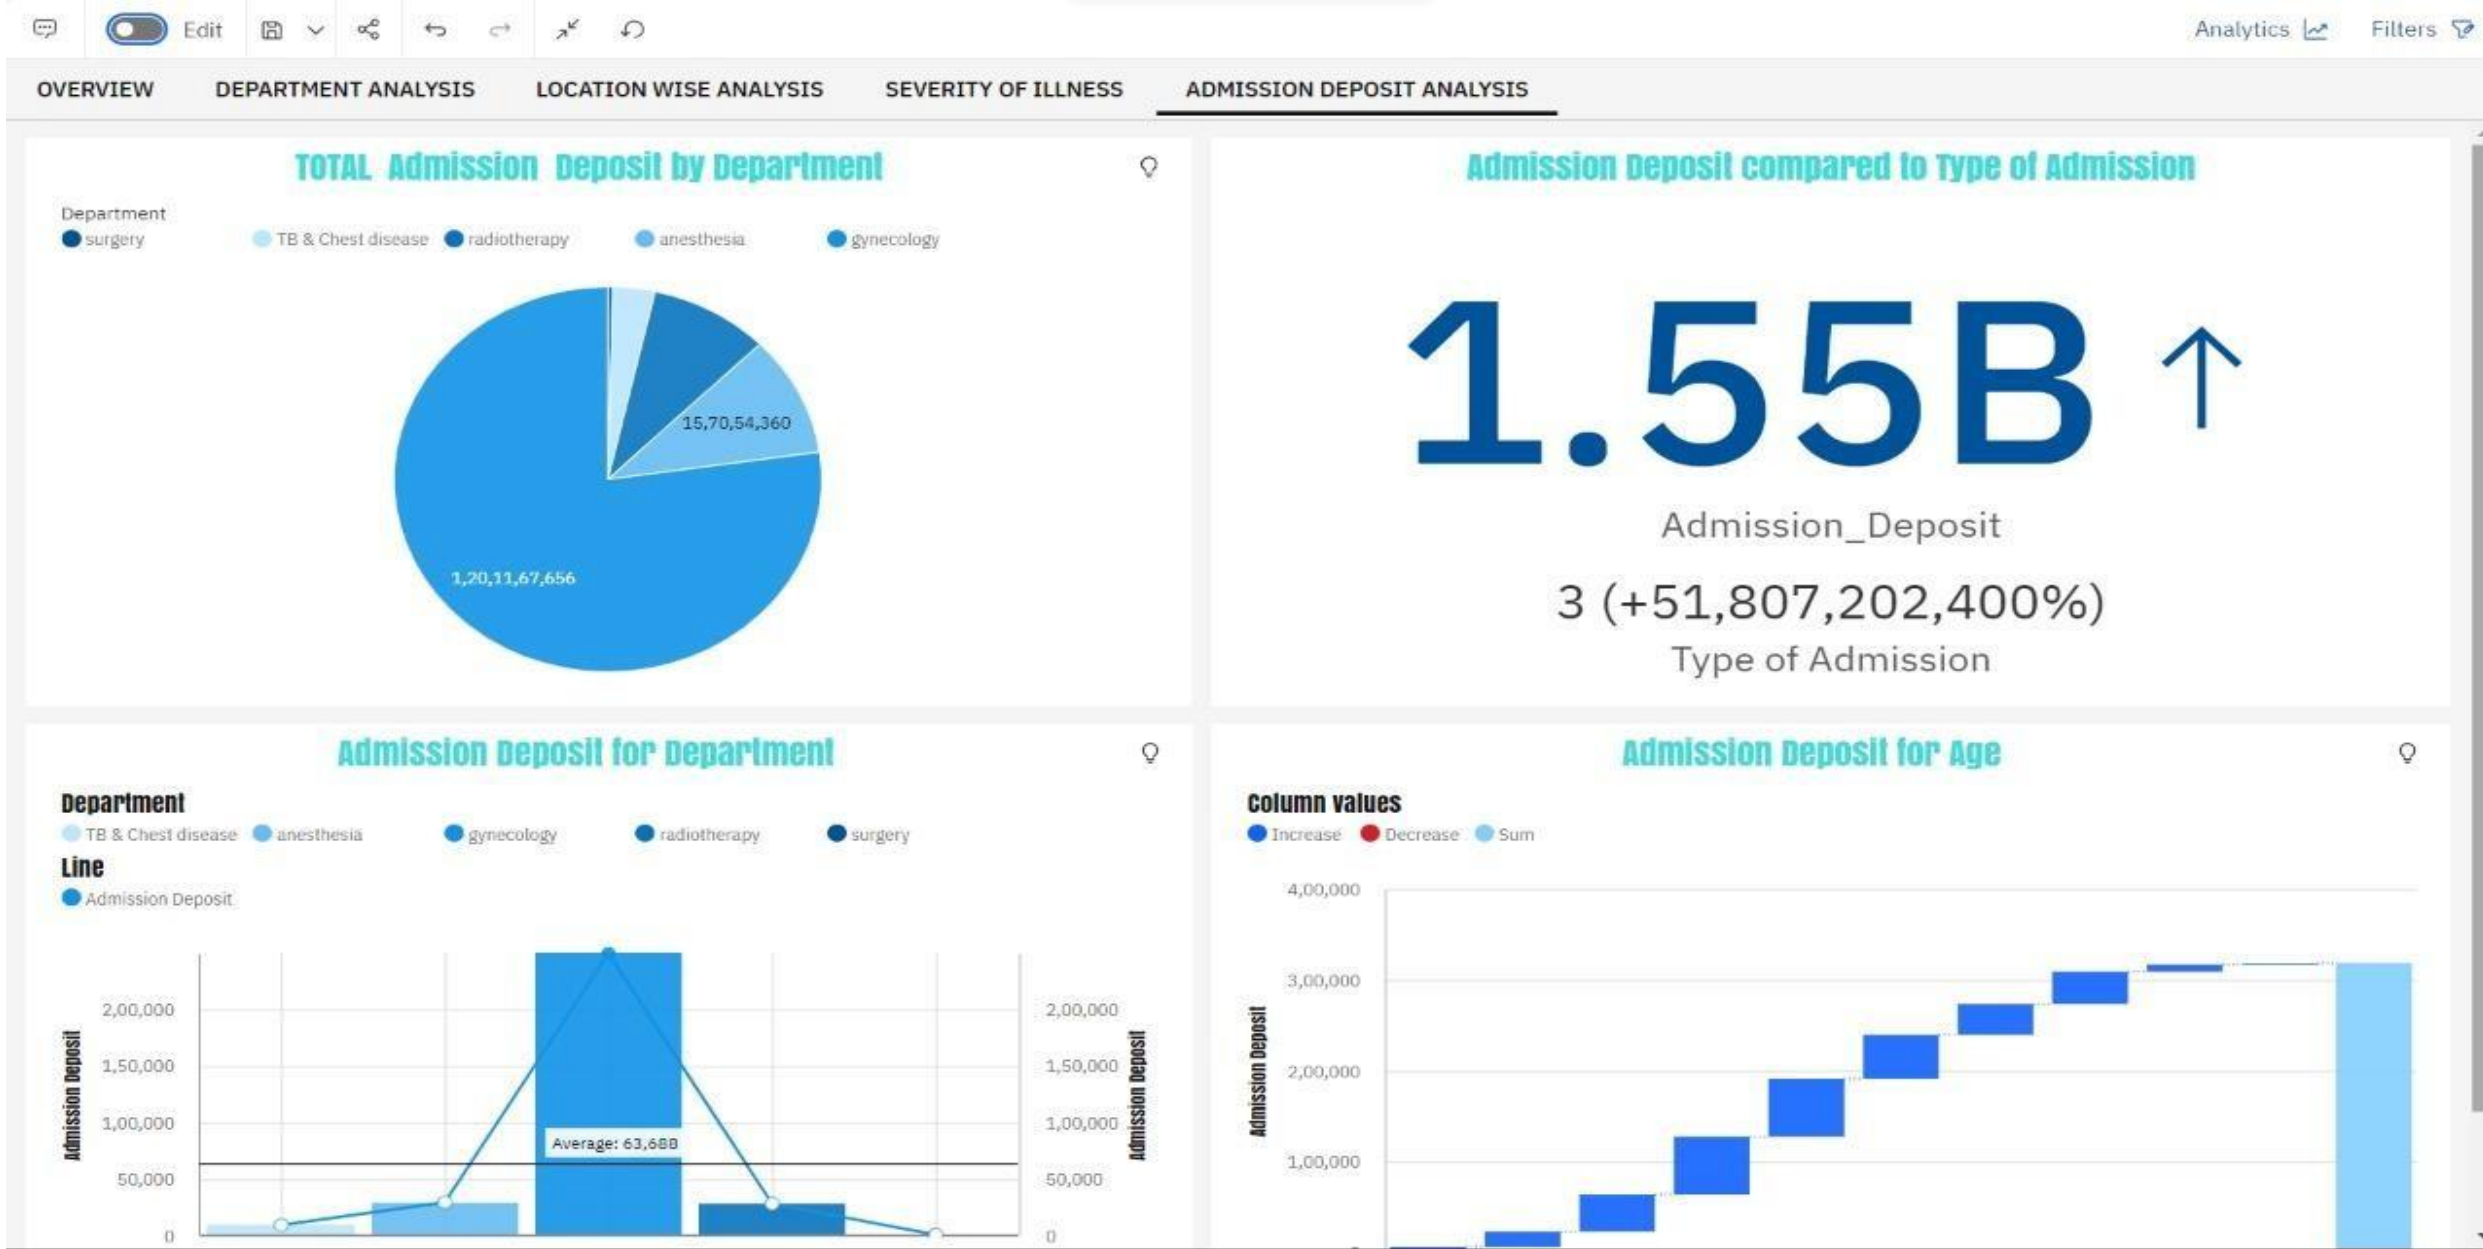 Edit
Analytics
Filters
OVERVIEW DEPARTMENT ANALYSIS LOCATION WISE ANALYSIS SEVERITY OF ILLNESS ADMISSION DEPOSIT ANALYSIS
TOTAL Admission Deposit by Department
Department
surgery TB & Chest disease radiotherapy anesthesia gynecology
15,70,54,360
1,20,11,67,656
Admission Deposit compared to Type of Admission
1.55B
Admission_Deposit
3 (+51,807,202,400%)
Type of Admission
Admission Deposit for Department
Department
TB & Chest disease anesthesia gynecology radiotherapy surgery
Line
Admission Deposit
Admission Deposit
2,00,000
1,50,000
1,00,000
50,000
0
Average: 63,688
2,00,000
1,50,000
1,00,000
50,000
0
Admission Deposit
Admission Deposit for Age
Column values
Increase Decrease Sum
Admission Deposit
4,00,000
3,00,000
2,00,000
1,00,000